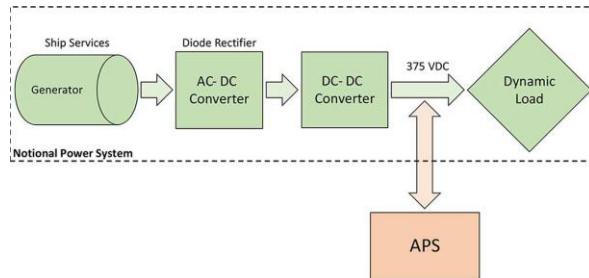 Ship Services
Diode Rectifier
Generator
AC- DC
Converter
DC- DC
Converter
375 VDC
Dynamic
Load
Notional Power System
APS